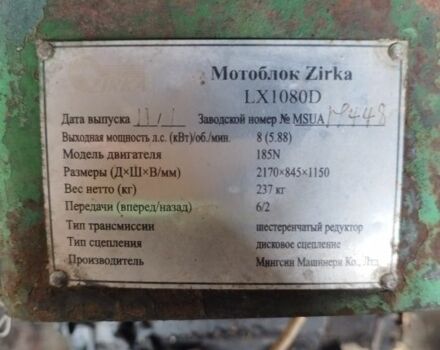 Мотоблок Zirka
LX1080D
Дата выпуска Заводской номер № MSUA
Выходная мощность л.с. (кВт)/об./мин. 8 (5.88)
Модель двигателя 185N
Размеры (Д×Ш×В/мм) 2170×845×1150
Вес нетто (кг) 237 кг
Передачи (вперед/назад) 6/2
Тип трансмиссии шестеренчатый редуктор
Тип сцепления дисковое сцепление
Производитель Мингсин Машинери Ко., Лтд